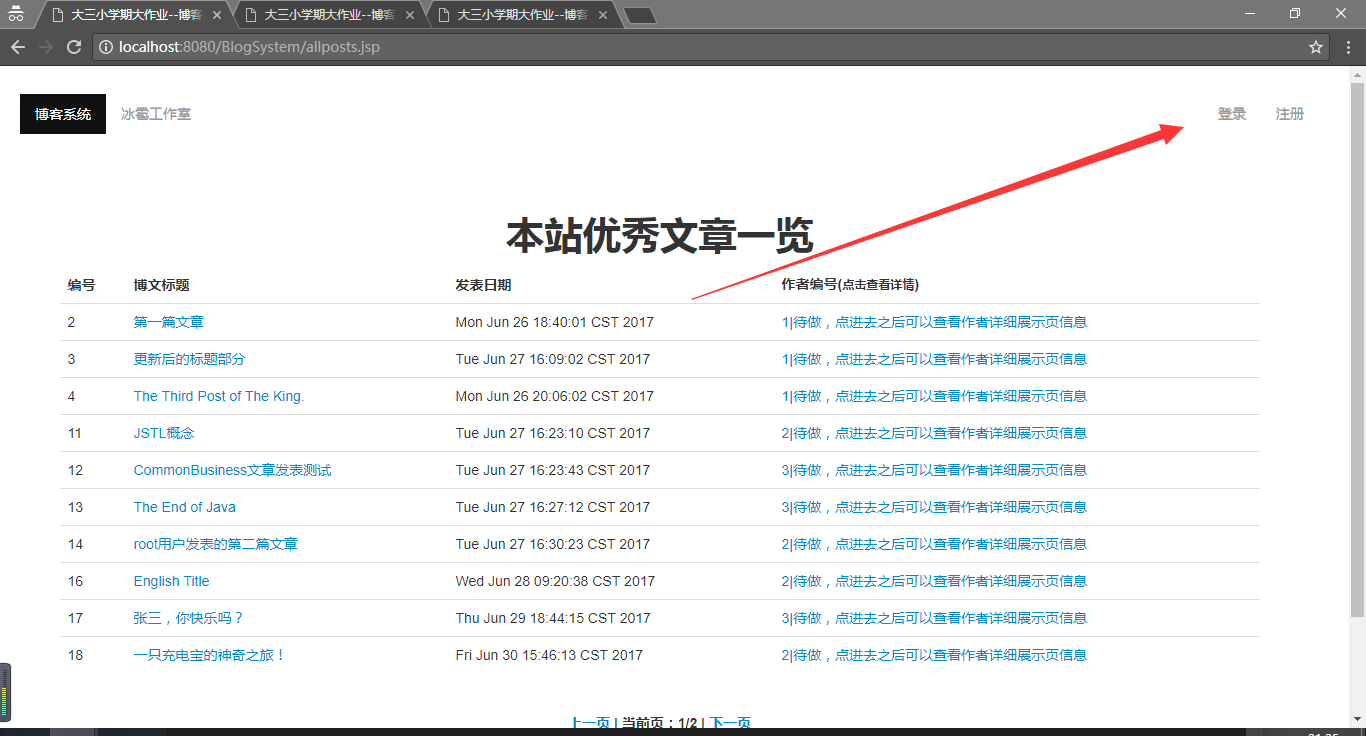 大三小学期大作业--博客 大三小学期大作业--博客 大三小学期大作业--博客
localhost:8080/BlogSystem/allposts.jsp
博客系统 冰雹工作室 登录 注册
本站优秀文章一览
编号 博文标题 发表日期 作者编号(点击查看详情)
2 第一篇文章 Mon Jun 26 18:40:01 CST 2017 1|待做，点进去之后可以查看作者详细展示页信息
3 更新后的标题部分 Tue Jun 27 16:09:02 CST 2017 1|待做，点进去之后可以查看作者详细展示页信息
4 The Third Post of The King. Mon Jun 26 20:06:02 CST 2017 1|待做，点进去之后可以查看作者详细展示页信息
11 JSTL概念 Tue Jun 27 16:23:10 CST 2017 2|待做，点进去之后可以查看作者详细展示页信息
12 CommonBusiness文章发表测试 Tue Jun 27 16:23:43 CST 2017 3|待做，点进去之后可以查看作者详细展示页信息
13 The End of Java Tue Jun 27 16:27:12 CST 2017 3|待做，点进去之后可以查看作者详细展示页信息
14 root用户发表的第二篇文章 Tue Jun 27 16:30:23 CST 2017 2|待做，点进去之后可以查看作者详细展示页信息
16 English Title Wed Jun 28 09:20:38 CST 2017 2|待做，点进去之后可以查看作者详细展示页信息
17 张三，你快乐吗？ Thu Jun 29 18:44:15 CST 2017 3|待做，点进去之后可以查看作者详细展示页信息
18 一只充电宝的神奇之旅！ Fri Jun 30 15:46:13 CST 2017 2|待做，点进去之后可以查看作者详细展示页信息
上一页 | 当前页：1/2 | 下一页